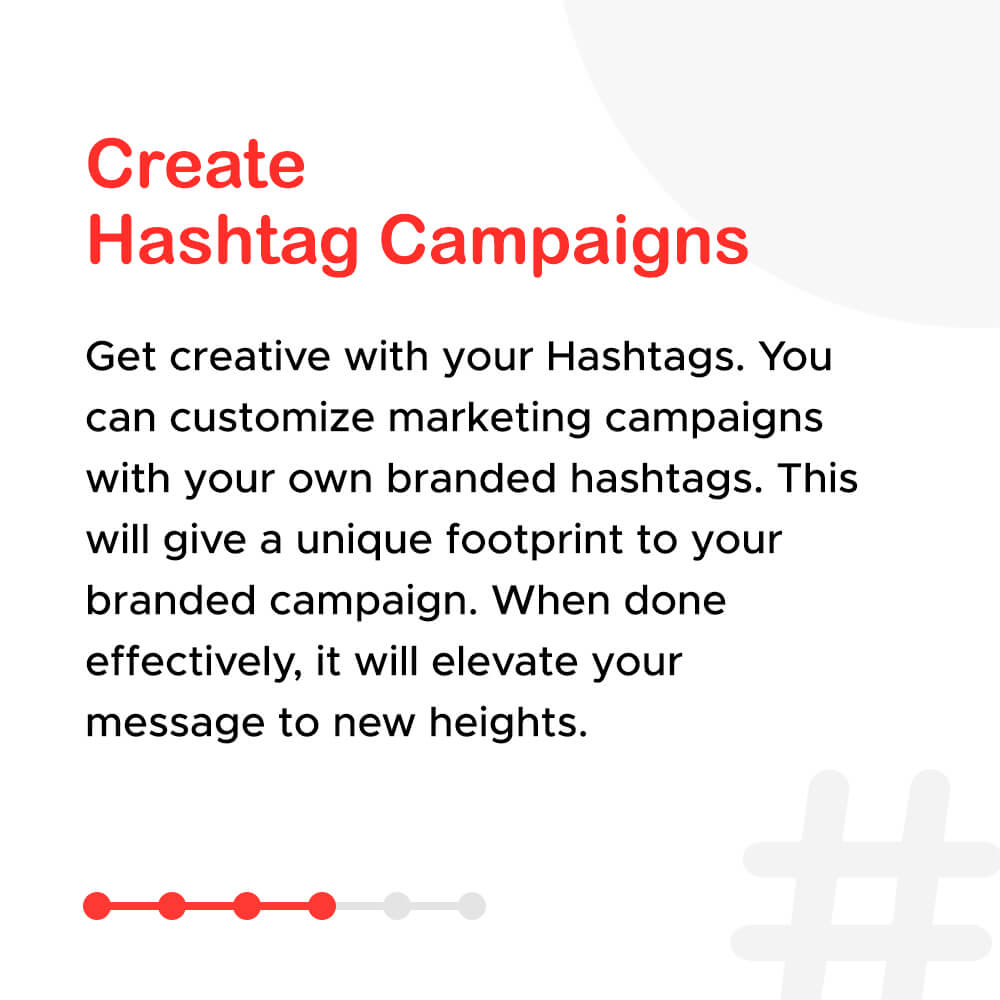 Create
Hashtag Campaigns
Get creative with your Hashtags. You
can customize marketing campaigns
with your own branded hashtags. This
will give a unique footprint to your
branded campaign. When done
effectively, it will elevate your
message to new heights.
#